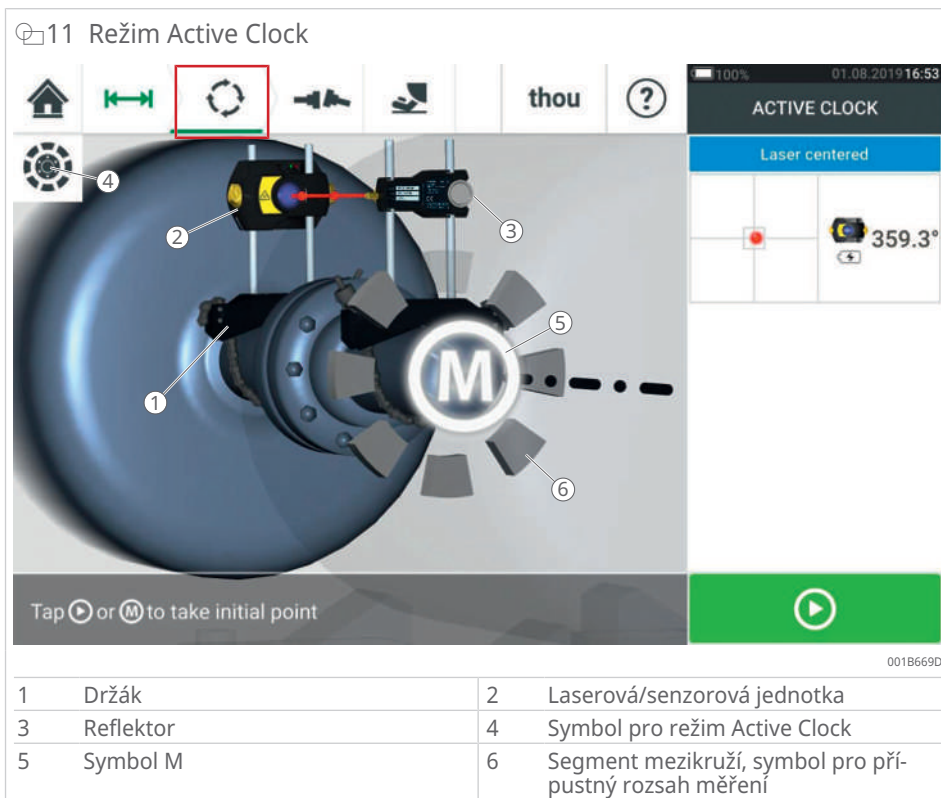 11 Režim Active Clock
thou
?
100% 01.08.2019 16:53
ACTIVE CLOCK
Laser centered
359.3°
4
2
3
5
M
1
6
Tap or M to take initial point
001B669D
1 Držák 2 Laserová/senzorová jednotka
3 Reflektor 4 Symbol pro režim Active Clock
5 Symbol M 6 Segment mezikruží, symbol pro pří-
pustný rozsah měření